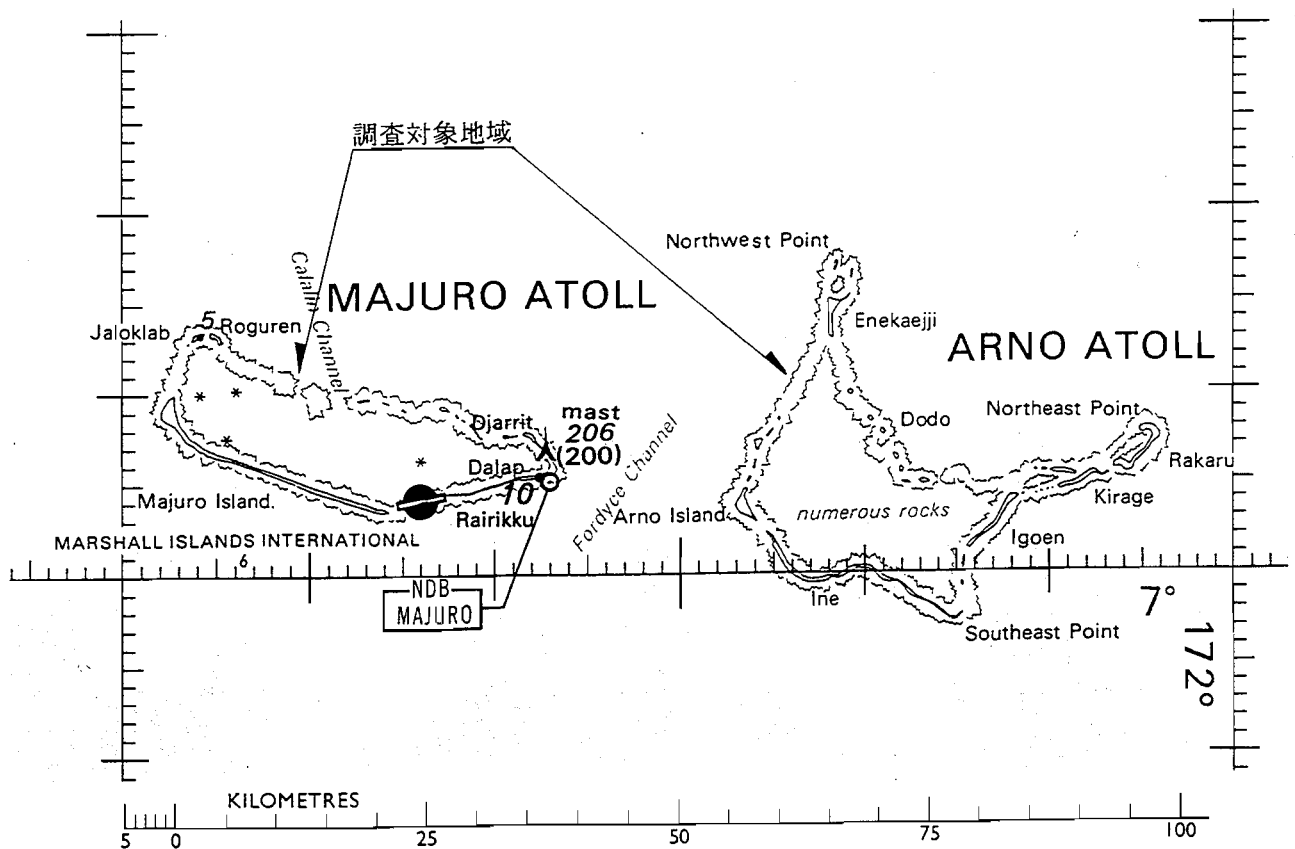 調査対象地域
Northwest Point
Calalin Channel
MAJURO ATOLL
5 Roguren
Jaloklab
Enekaejji
ARNO ATOLL
Djarrit
mast
206
(200)
Dodo
Northeast Point
Dalap
10
Rakaru
Majuro Island.
Rairikku
Fordyce Channel
Arno Island
numerous rocks
Kirage
Igoen
MARSHALL ISLANDS INTERNATIONAL
6
NDB
MAJURO
Ine
7°
Southeast Point
172°
KILOMETRES
5 0 25 50 75 100